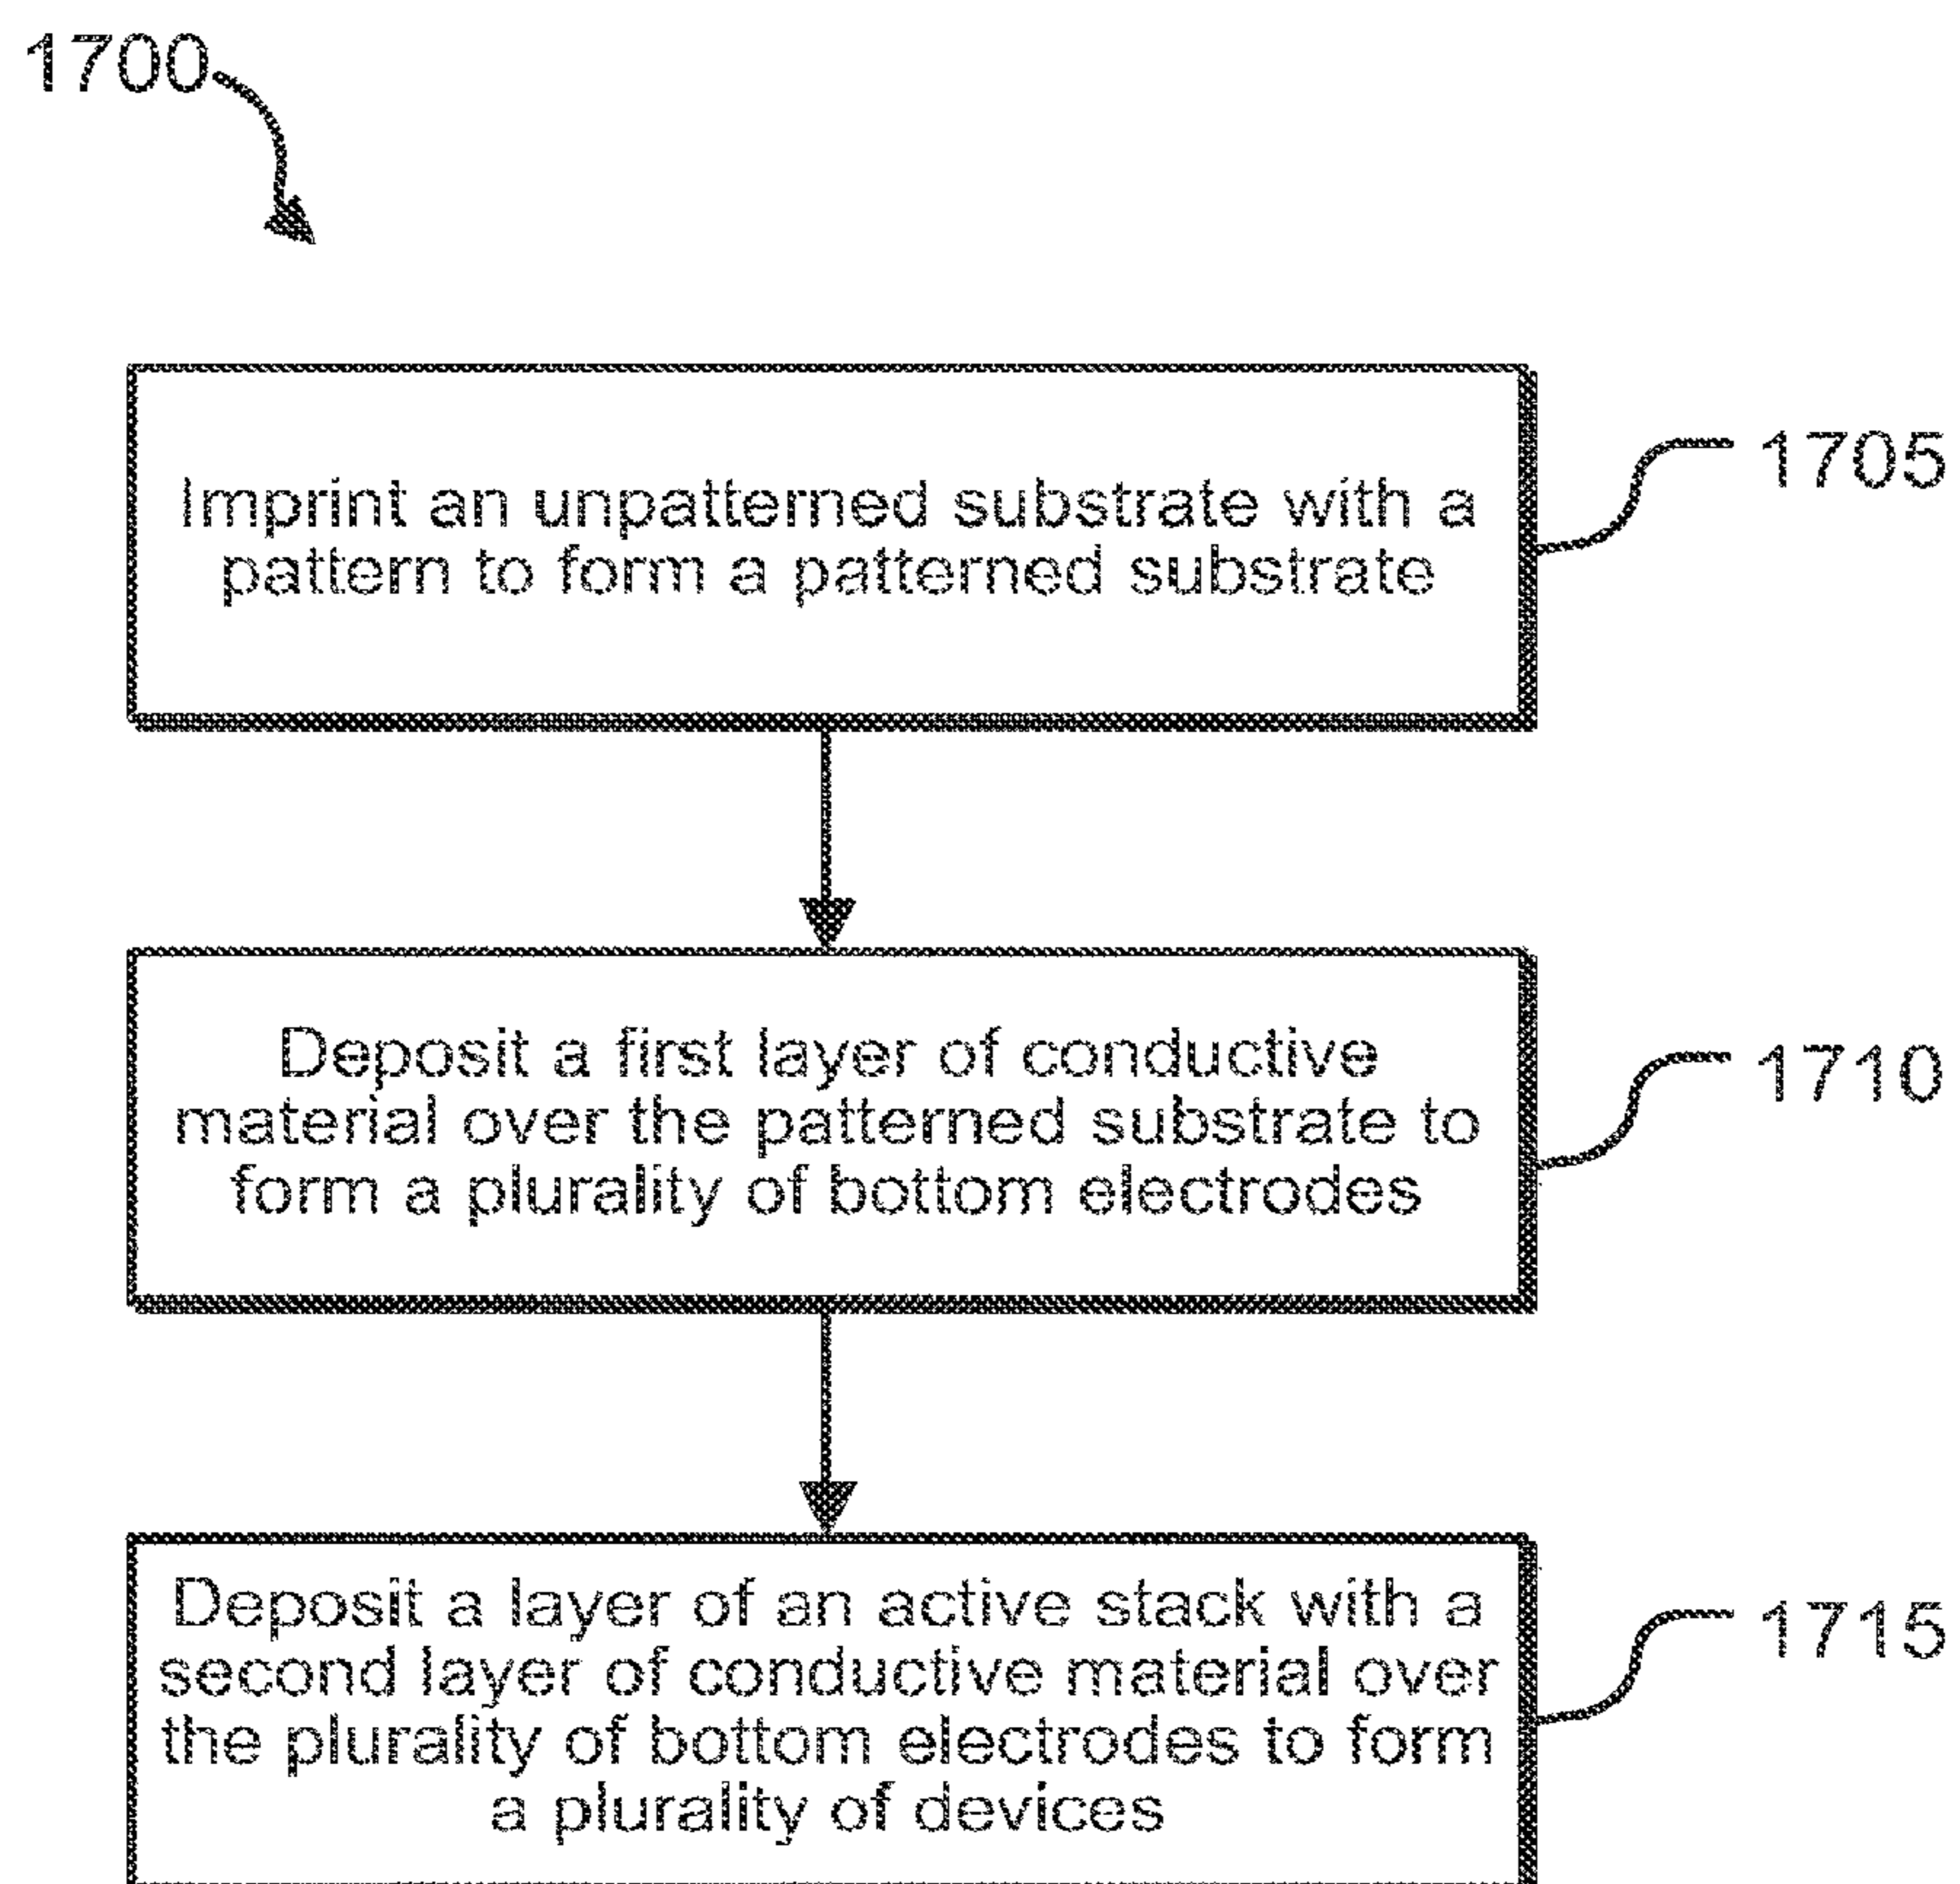 1700
Imprint an unpatterned substrate with a
pattern to form a patterned substrate
1705
Deposit a first layer of conductive
material over the patterned substrate to
form a plurality of bottom electrodes
1710
Deposit a layer of an active stack with a
second layer of conductive material over
the plurality of bottom electrodes to form
a plurality of devices
1715